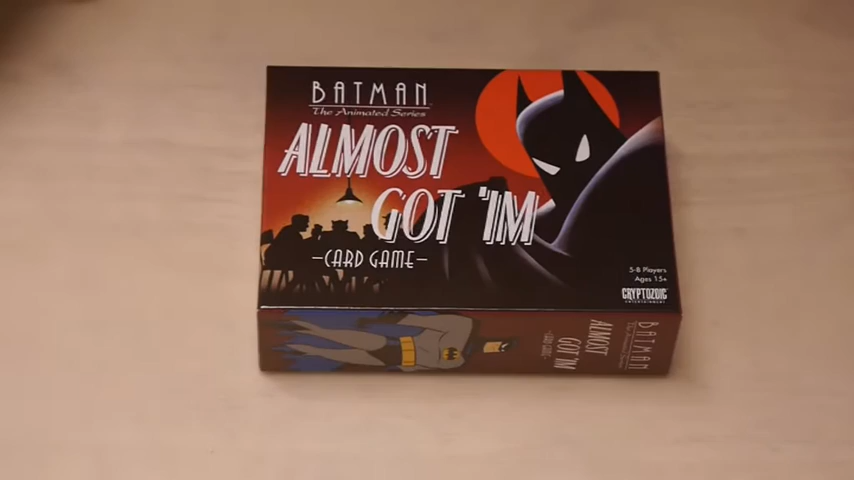 BATMAN
The Animated Series
ALMOST
GOT 'IM
-CARD GAME-
5-8 Players
Ages 15+
CRYPTOZOIC
ENTERTAINMENT
BATMAN
The Animated Series
ALMOST
GOT 'IM
-CARD GAME-